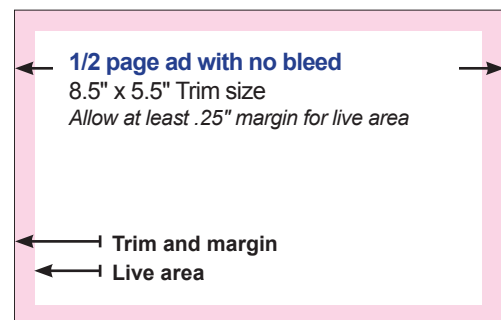 1/2 page ad with no bleed
8.5" x 5.5" Trim size
Allow at least .25" margin for live area
Trim and margin
Live area